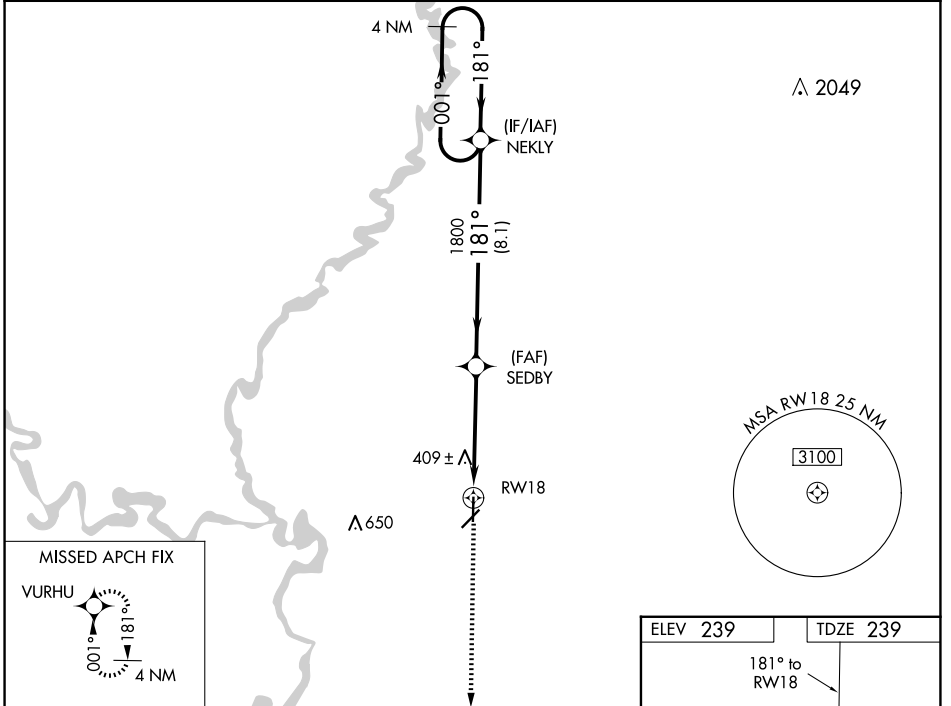 4 NM
181°
001°
2049
(IF/IAF)
NEKLY
1800
181°
(8.1)
(FAF)
SEDBY
409 ±
RW18
650
MSA RW18 25 NM
3100
MISSED APCH FIX
VURHU
181°
001°
4 NM
ELEV 239
TDZE 239
181° to
RW18